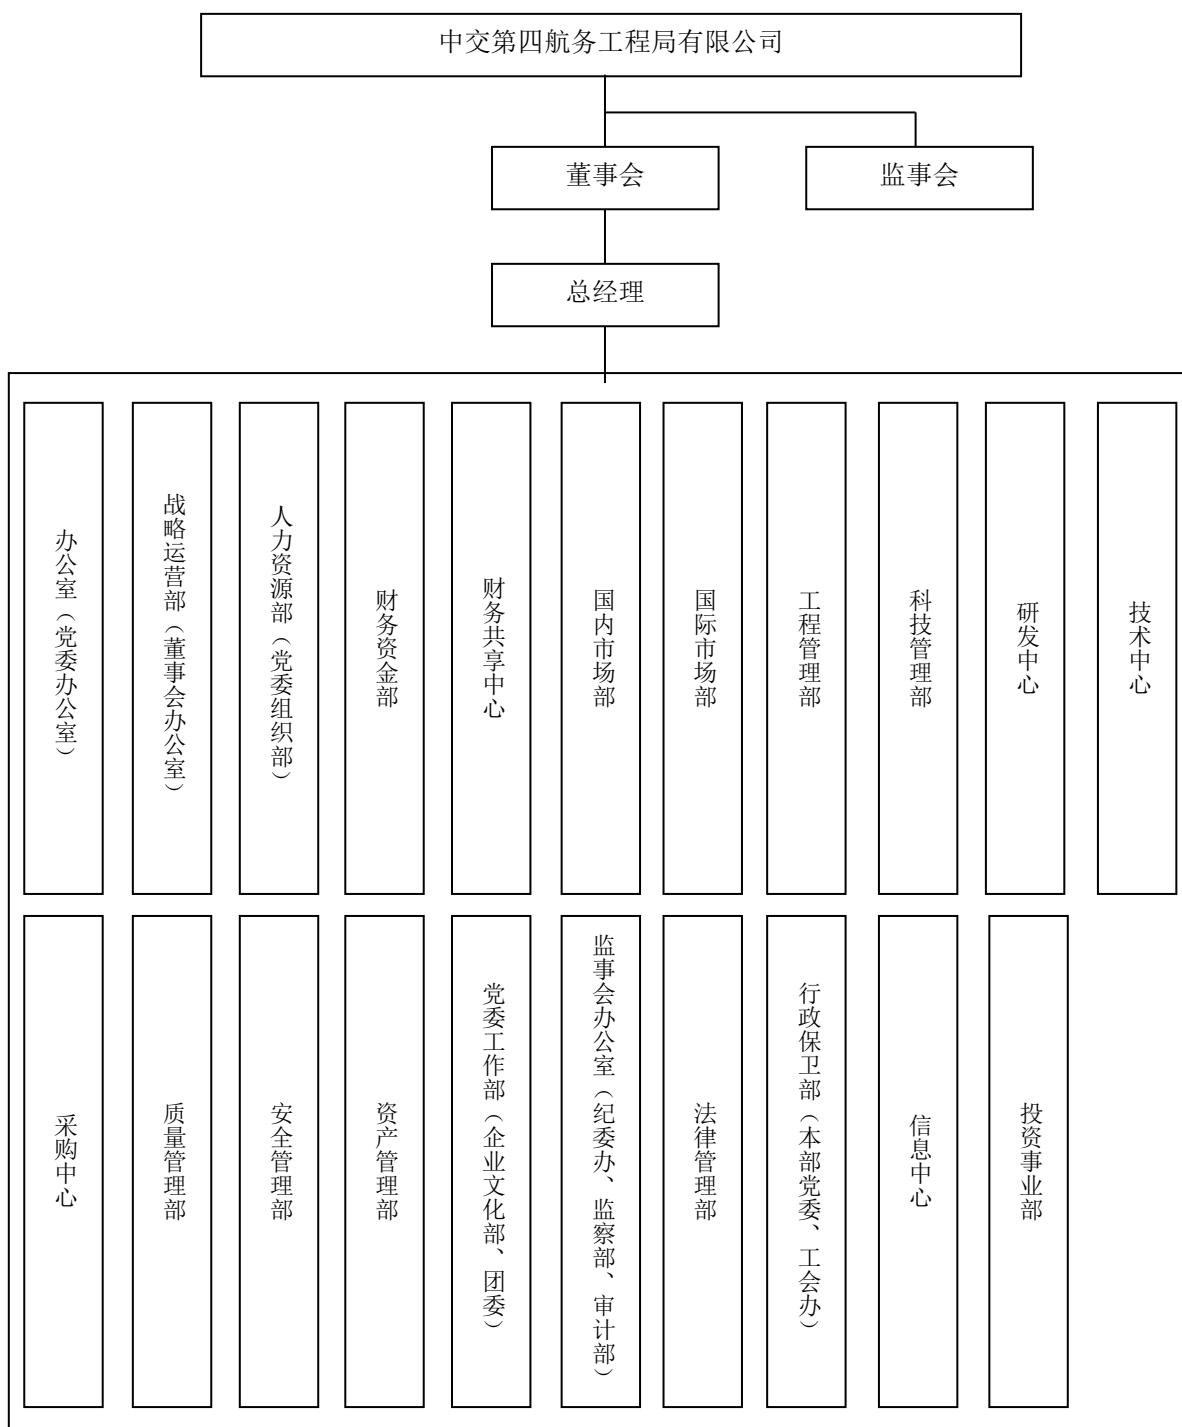 中交第四航务工程局有限公司
董事会
监事会
总经理
办公室（党委办公室）
战略运营部（董事会办公室）
人力资源部（党委组织部）
财务资金部
财务共享中心
国内市场部
国际市场部
工程管理部
科技管理部
研发中心
技术中心
采购中心
质量管理部
安全管理部
资产管理部
党委工作部（企业文化部、团委）
监事会办公室（纪委办、监察部、审计部）
法律管理部
行政保卫部（本部党委、工会办）
信息中心
投资事业部